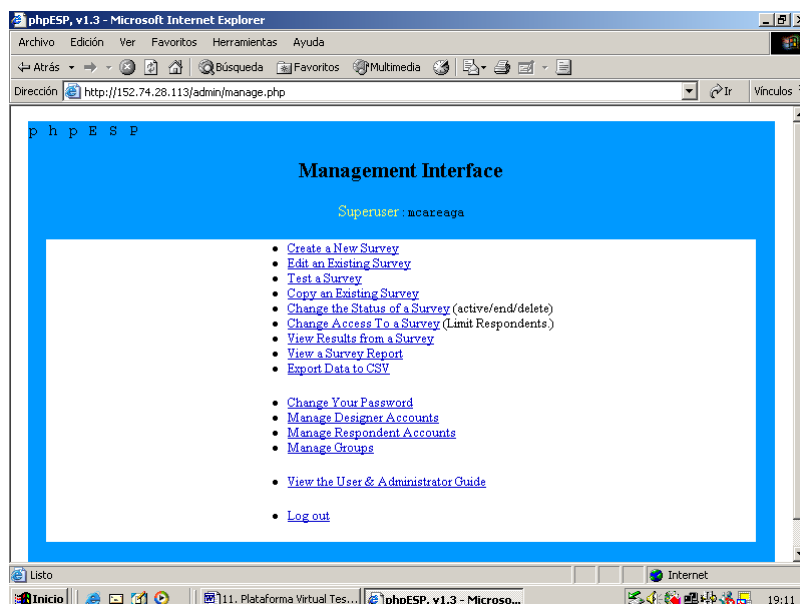 phpESP, v1.3 - Microsoft Internet Explorer
Archivo Edición Ver Favoritos Herramientas Ayuda
Atrás Búsqueda Favoritos Multimedia
Dirección http://152.74.28.113/admin/manage.php Ir Vínculos
p h p E S P
Management Interface
Superuser : mcareaga
Create a New Survey
Edit an Existing Survey
Test a Survey
Copy an Existing Survey
Change the Status of a Survey (active/end/delete)
Change Access To a Survey (Limit Respondents.)
View Results from a Survey
View a Survey Report
Export Data to CSV
Change Your Password
Manage Designer Accounts
Manage Respondent Accounts
Manage Groups
View the User & Administrator Guide
Log out
Listo Internet
Inicio 11. Plataforma Virtual Tes... phpESP, v1.3 - Microso... 19:11